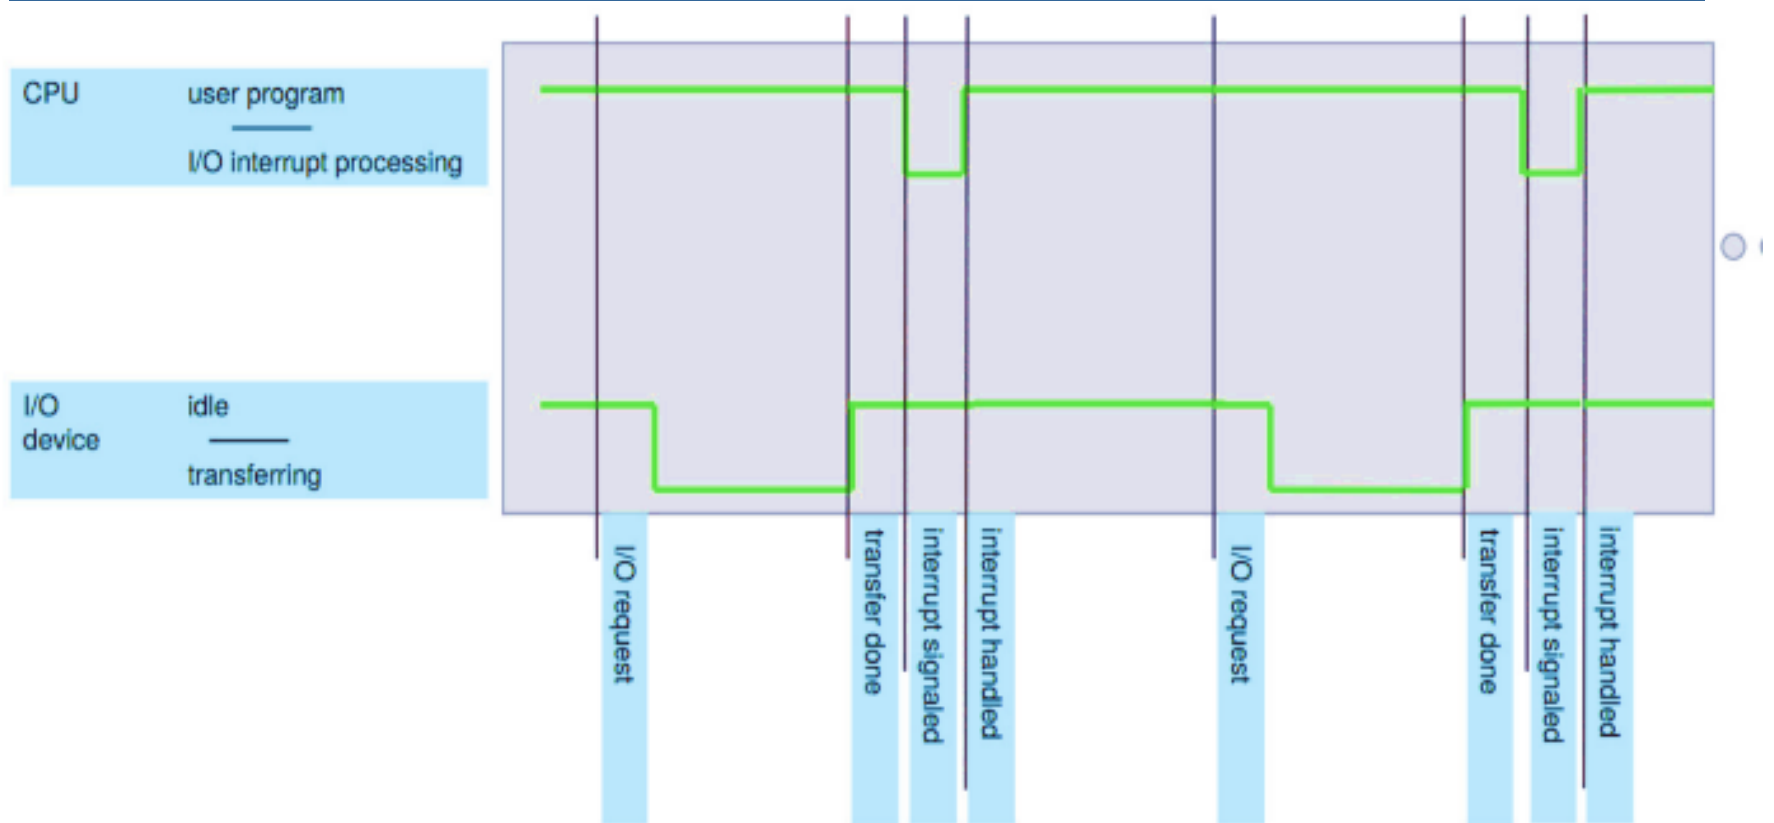 CPU user program
I/O interrupt processing
I/O idle
device
transferring
I/O request
transfer done
interrupt signaled
interrupt handled
I/O request
transfer done
interrupt signaled
interrupt handled